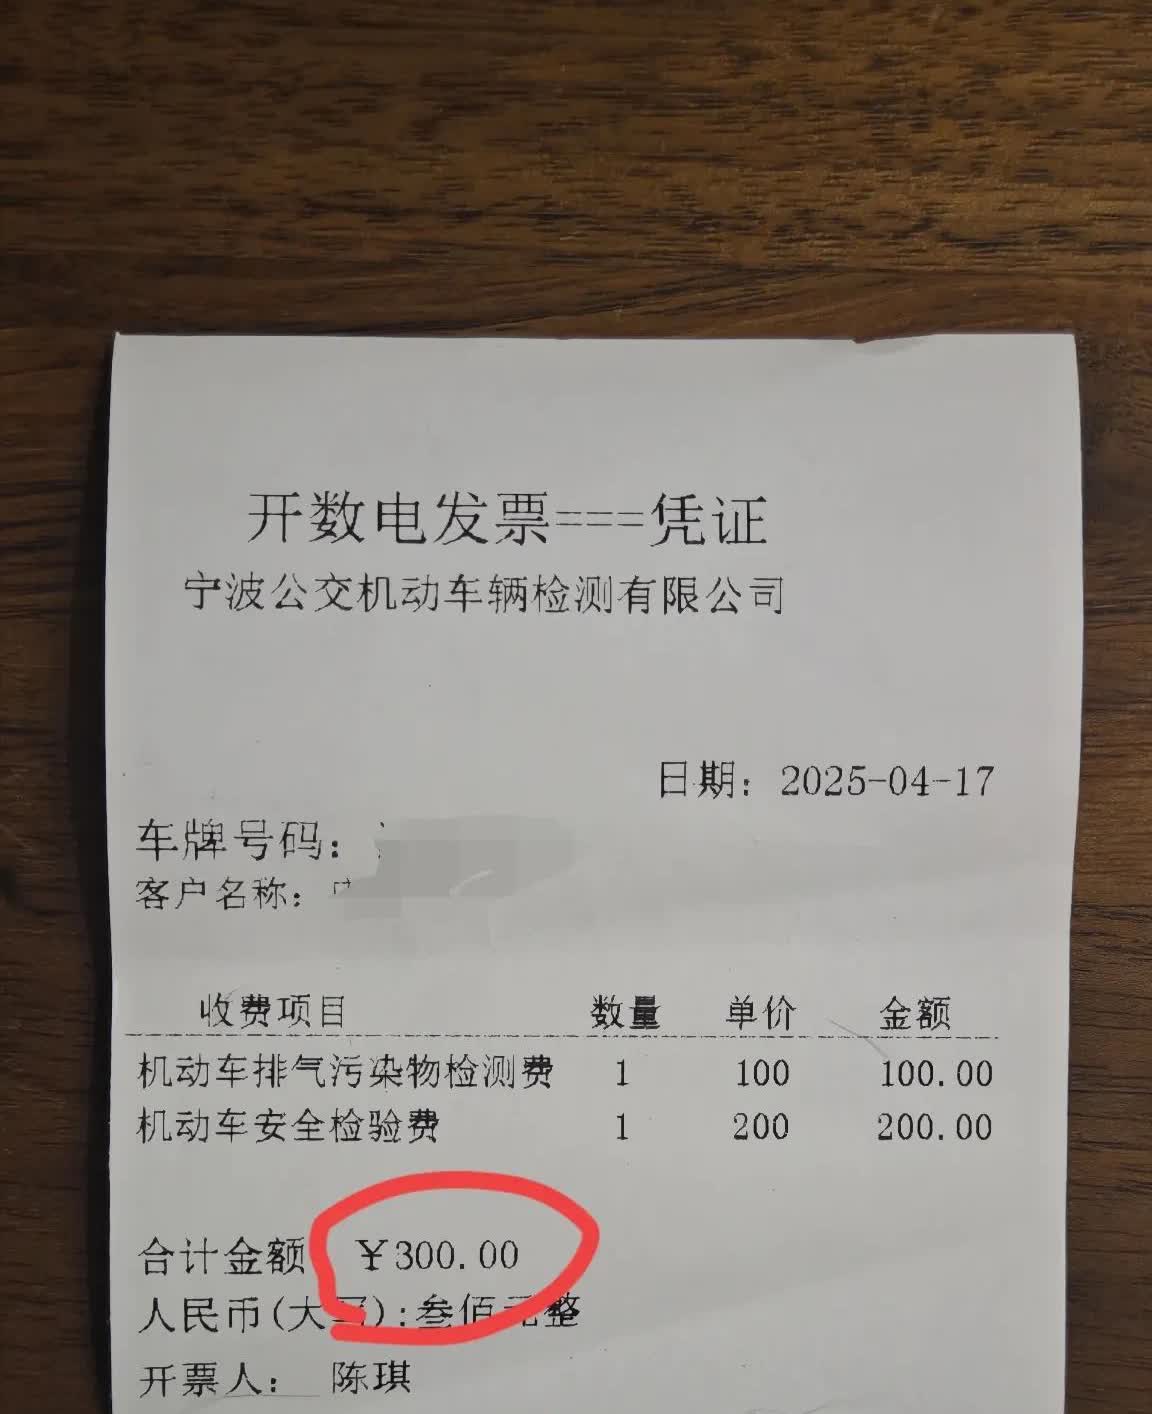 开数电发票===凭证
宁波公交机动车辆检测有限公司
日期：2025-04-17
车牌号码：
客户名称：
收费项目 数量 单价 金额
机动车排气污染物检测费 1 100 100.00
机动车安全检验费 1 200 200.00
合计金额 ¥300.00
人民币(大写):叁佰元整
开票人： 陈琪